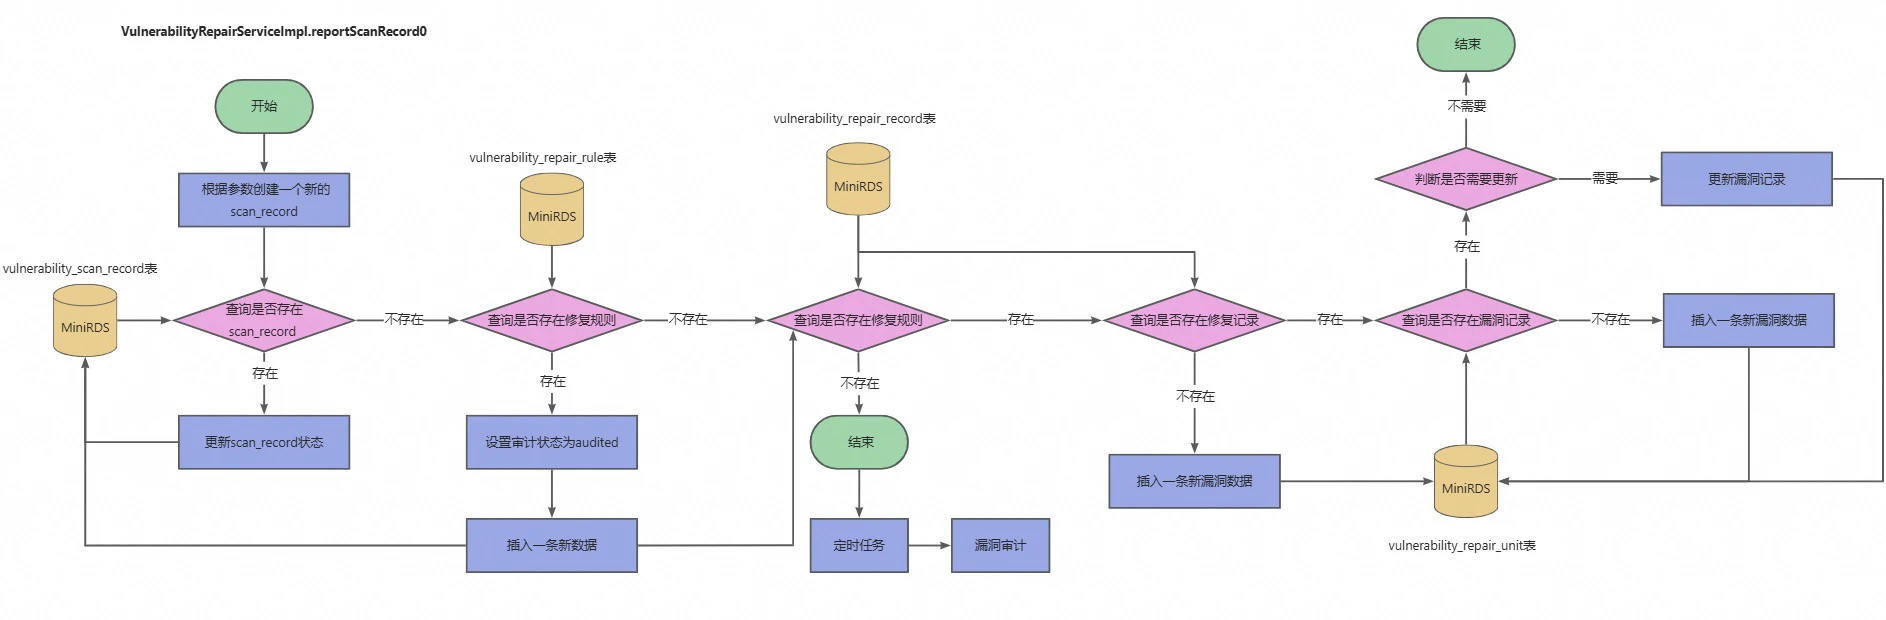 VulnerabilityRepairServiceImpl.reportScanRecord0
开始
根据参数创建一个新的
scan_record
vulnerability_scan_record表
MiniRDS
查询是否存在
scan_record
存在
更新scan_record状态
不存在
vulnerability_repair_rule表
MiniRDS
查询是否存在修复规则
存在
设置审计状态为audited
插入一条新数据
不存在
vulnerability_repair_record表
MiniRDS
查询是否存在修复规则
不存在
结束
定时任务
漏洞审计
存在
查询是否存在修复记录
不存在
插入一条新漏洞数据
存在
查询是否存在漏洞记录
MiniRDS
vulnerability_repair_unit表
不存在
插入一条新漏洞数据
存在
判断是否需要更新
需要
更新漏洞记录
不需要
结束